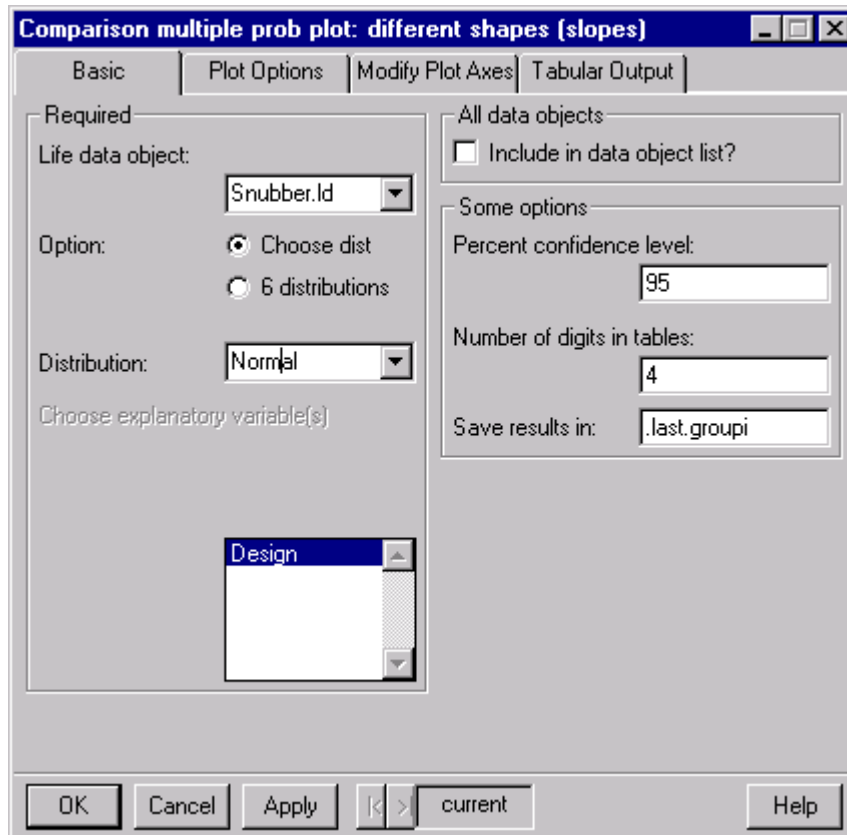 Comparison multiple prob plot: different shapes (slopes)
Basic
Plot Options
Modify Plot Axes
Tabular Output
Required
Life data object:
Snubber.ld
Option:
Choose dist
6 distributions
Distribution:
Normal
Choose explanatory variable(s)
Design
All data objects
Include in data object list?
Some options
Percent confidence level:
95
Number of digits in tables:
4
Save results in:
.last.groupi
OK
Cancel
Apply
current
Help